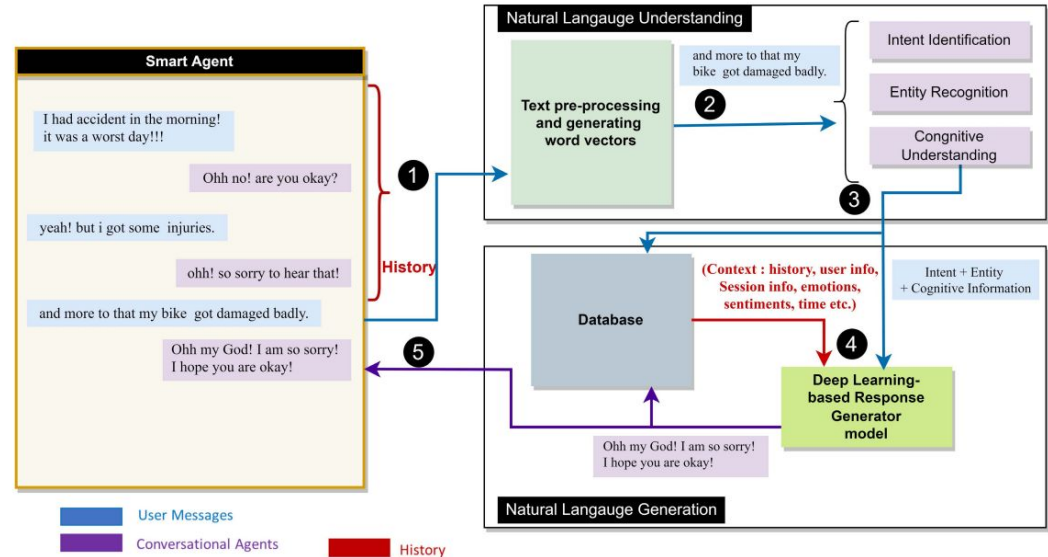 Smart Agent
I had accident in the morning!
it was a worst day!!!
Ohh no! are you okay?
yeah! but i got some injuries.
ohh! so sorry to hear that!
and more to that my bike got damaged badly.
Ohh my God! I am so sorry!
I hope you are okay!
History
1
Natural Langauge Understanding
Text pre-processing
and generating
word vectors
and more to that my
bike got damaged badly.
2
Intent Identification
Entity Recognition
Congnitive
Understanding
3
Database
(Context : history, user info,
Session info, emotions,
sentiments, time etc.)
Intent + Entity
+ Cognitive Information
4
Deep Learning-
based Response
Generator
model
5
Ohh my God! I am so sorry!
I hope you are okay!
Natural Langauge Generation
User Messages
Conversational Agents
History